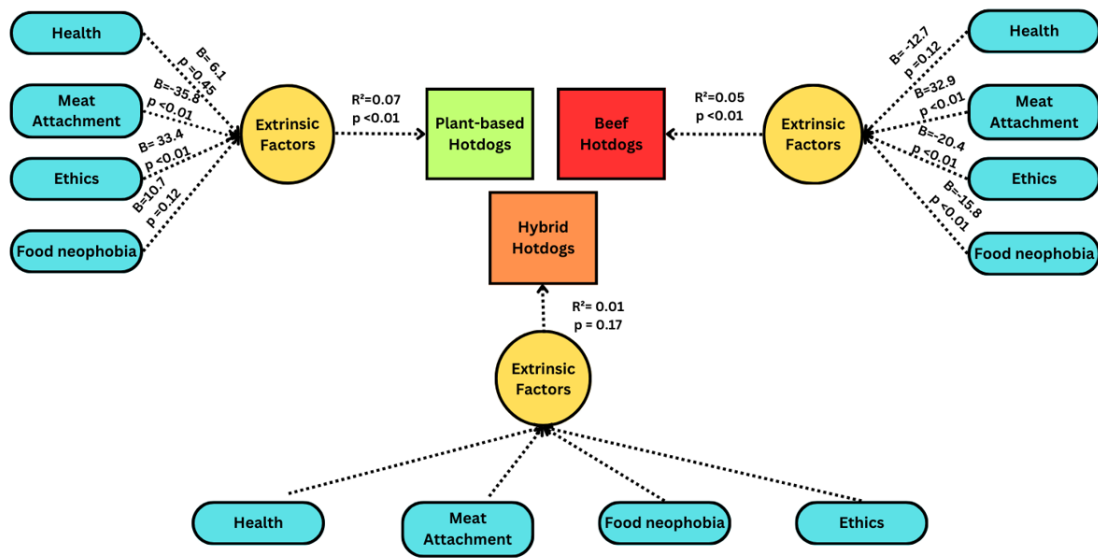 Health
B= 6.1
p =0.45
Meat
Attachment
B=-35.8
p <0.01
Ethics
B= 33.4
p <0.01
Food neophobia
B=10.7
p =0.12
Extrinsic
Factors
R²=0.07
p <0.01
Plant-based
Hotdogs
Beef
Hotdogs
R²=0.05
p <0.01
Extrinsic
Factors
Health
B= -12.7
p =0.12
Meat
Attachment
B=32.9
p <0.01
Ethics
B=-20.4
p <0.01
Food neophobia
B=-15.8
p <0.01
Hybrid
Hotdogs
R²= 0.01
p = 0.17
Extrinsic
Factors
Health
Meat
Attachment
Food neophobia
Ethics